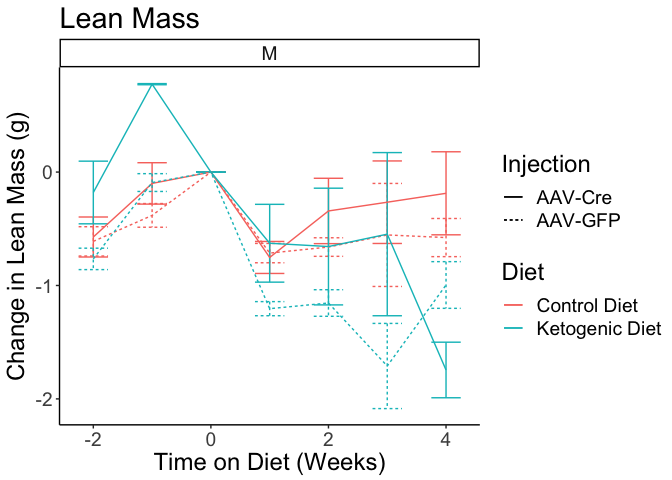 Lean Mass
M
Change in Lean Mass (g)
0
-1
-2
-2
0
2
4
Time on Diet (Weeks)
Injection
AAV-Cre
AAV-GFP
Diet
Control Diet
Ketogenic Diet